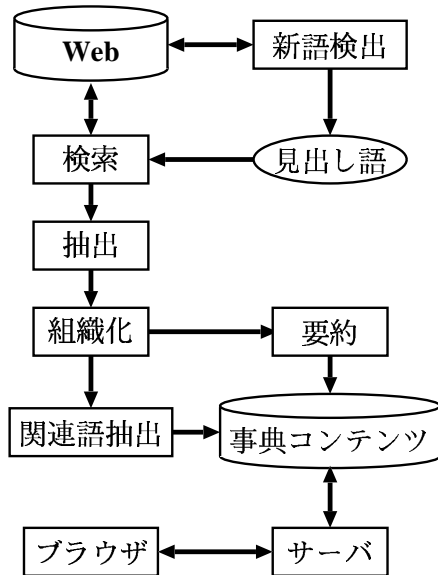 Web
新語検出
検索
見出し語
抽出
組織化
要約
関連語抽出
事典コンテンツ
ブラウザ
サーバ